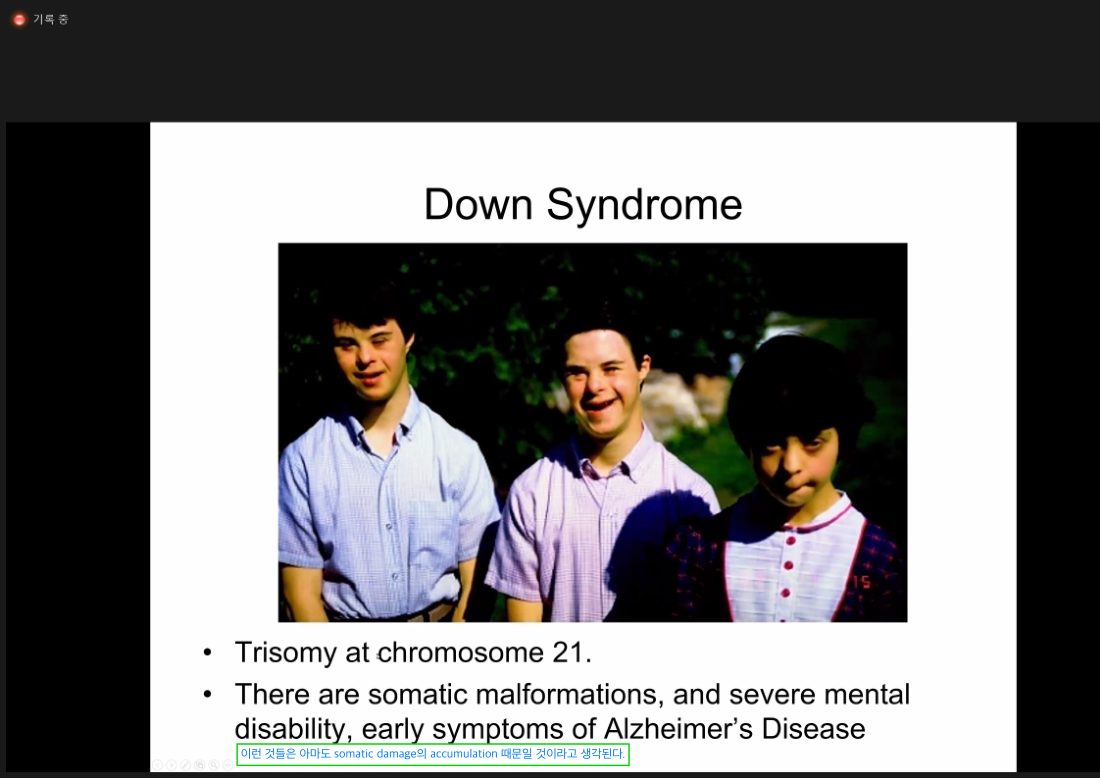 기록 중
Down Syndrome
15
• Trisomy at chromosome 21.
• There are somatic malformations, and severe mental
disability, early symptoms of Alzheimer’s Disease
이런 것들은 아마도 somatic damage의 accumulation 때문일 것이라고 생각된다.